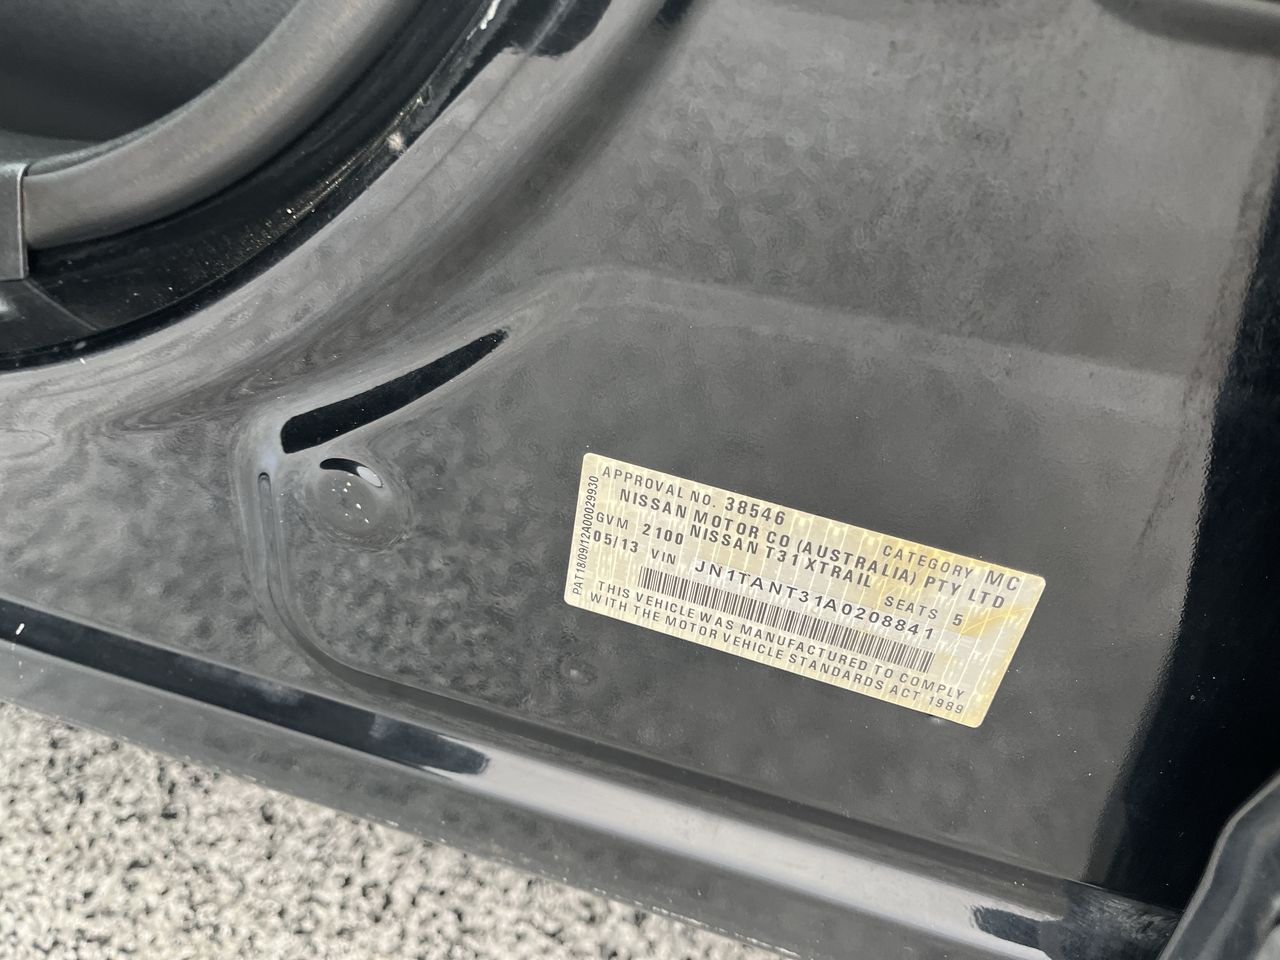 PAT18/09/12A00029930
APPROVAL NO. 38546 CATEGORY MC
NISSAN MOTOR CO (AUSTRALIA) PTY LTD
GVM 2100 NISSAN T31 XTRAIL SEATS 5
05/13 VIN JN1TANT31A0208841
THIS VEHICLE WAS MANUFACTURED TO COMPLY
WITH THE MOTOR VEHICLE STANDARDS ACT 1989